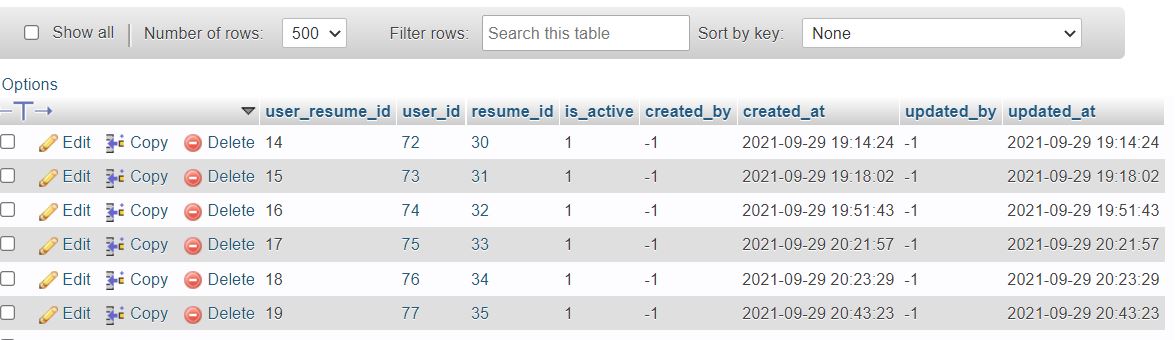 Show all Number of rows: 500 Filter rows: Search this table Sort by key: None
Options
user_resume_id user_id resume_id is_active created_by created_at updated_by updated_at
Edit Copy Delete 14 72 30 1 -1 2021-09-29 19:14:24 -1 2021-09-29 19:14:24
Edit Copy Delete 15 73 31 1 -1 2021-09-29 19:18:02 -1 2021-09-29 19:18:02
Edit Copy Delete 16 74 32 1 -1 2021-09-29 19:51:43 -1 2021-09-29 19:51:43
Edit Copy Delete 17 75 33 1 -1 2021-09-29 20:21:57 -1 2021-09-29 20:21:57
Edit Copy Delete 18 76 34 1 -1 2021-09-29 20:23:29 -1 2021-09-29 20:23:29
Edit Copy Delete 19 77 35 1 -1 2021-09-29 20:43:23 -1 2021-09-29 20:43:23